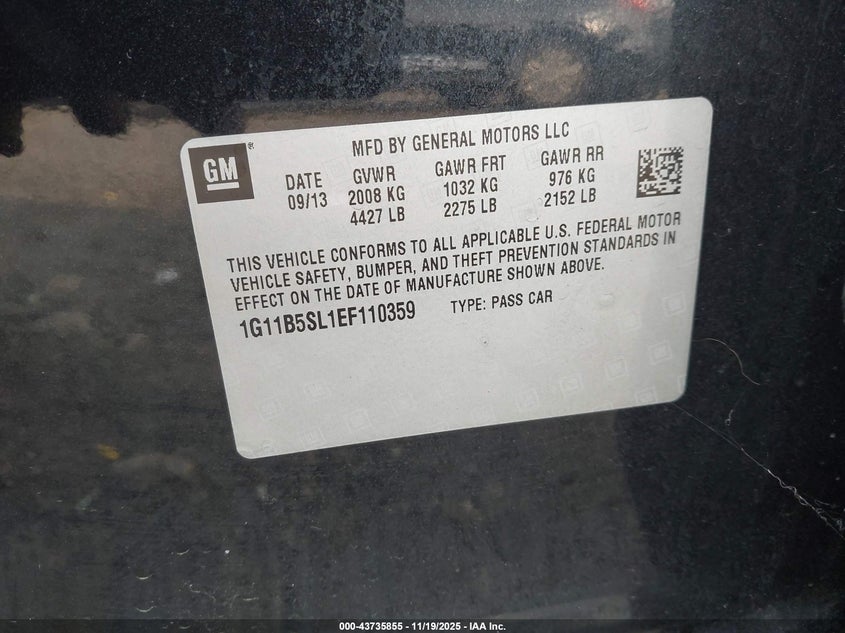 GM ®
MFD BY GENERAL MOTORS LLC
DATE GVWR GAWR FRT GAWR RR
09/13 2008 KG 1032 KG 976 KG
4427 LB 2275 LB 2152 LB
THIS VEHICLE CONFORMS TO ALL APPLICABLE U.S. FEDERAL MOTOR
VEHICLE SAFETY, BUMPER, AND THEFT PREVENTION STANDARDS IN
EFFECT ON THE DATE OF MANUFACTURE SHOWN ABOVE.
1G11B5SL1EF110359 TYPE: PASS CAR
000-43735855 - 11/19/2025 - IAA Inc.